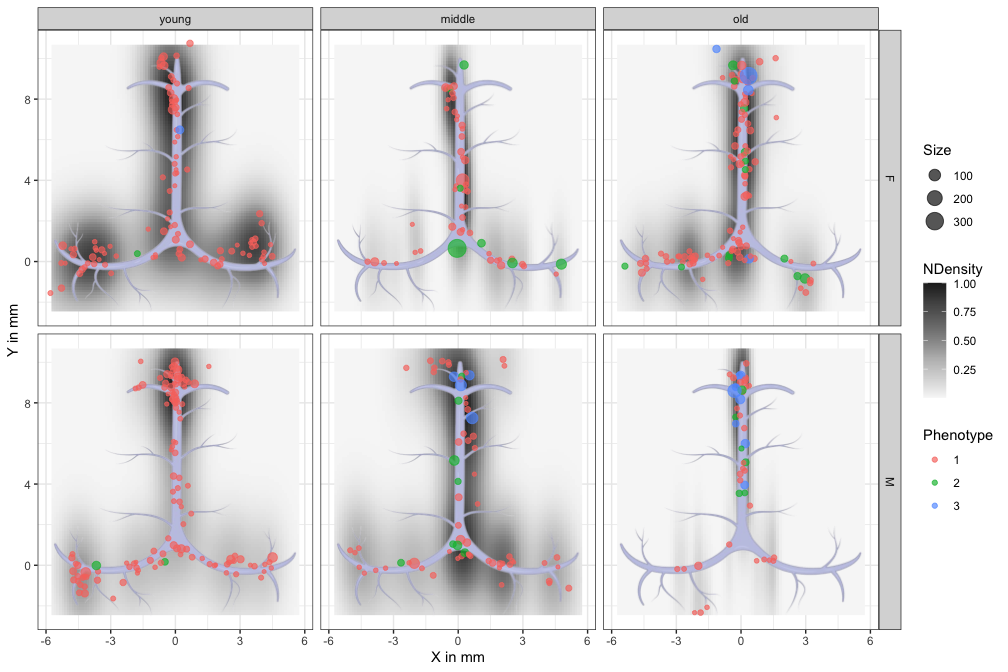 young middle old
F
M
Y in mm
8
4
0
8
4
0
-6 -3 0 3 6 -6 -3 0 3 6 -6 -3 0 3 6
X in mm
Size
100
200
300
NDensity
1.00
0.75
0.50
0.25
Phenotype
1
2
3